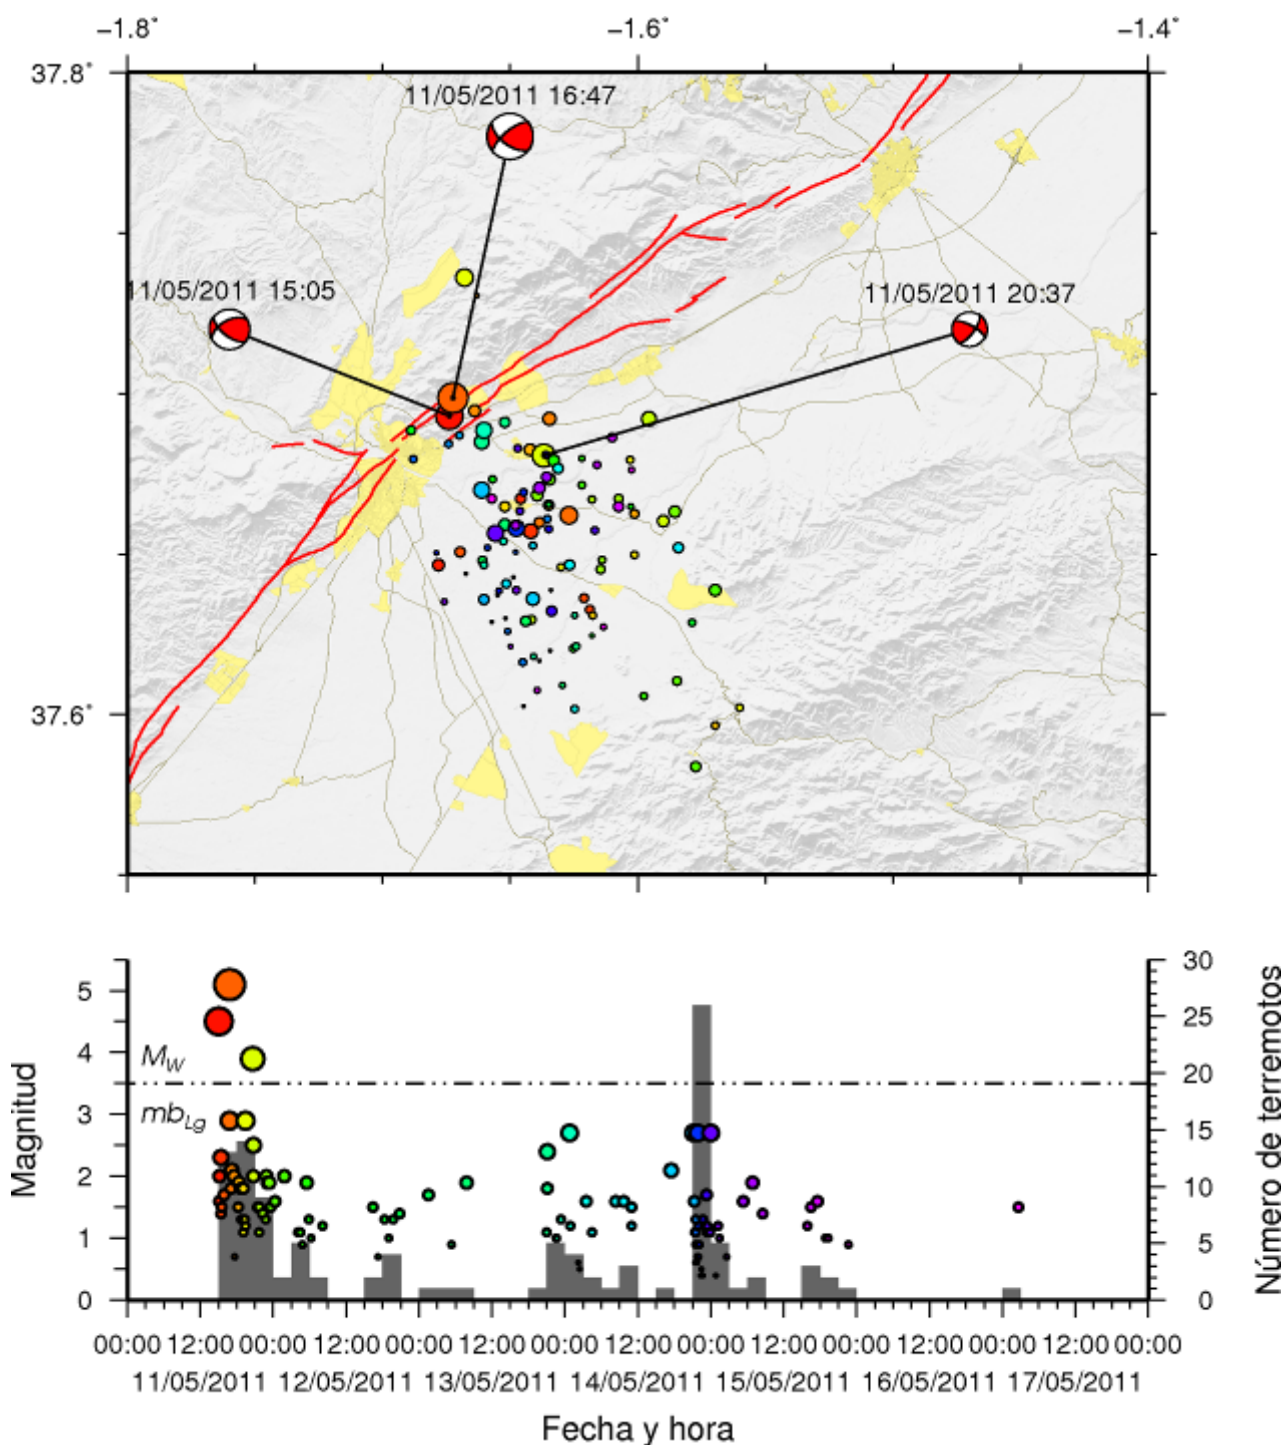 −1.8° −1.6° −1.4°
37.8°
11/05/2011 16:47
11/05/2011 15:05
11/05/2011 20:37
37.6°
Magnitud
5
4
3
2
1
0
M_W
mb_Lg
30
25
20
15
10
5
0
Número de terremotos
00:00 12:00 00:00 12:00 00:00 12:00 00:00 12:00 00:00 12:00 00:00 12:00 00:00 12:00 00:00
11/05/2011 12/05/2011 13/05/2011 14/05/2011 15/05/2011 16/05/2011 17/05/2011
Fecha y hora